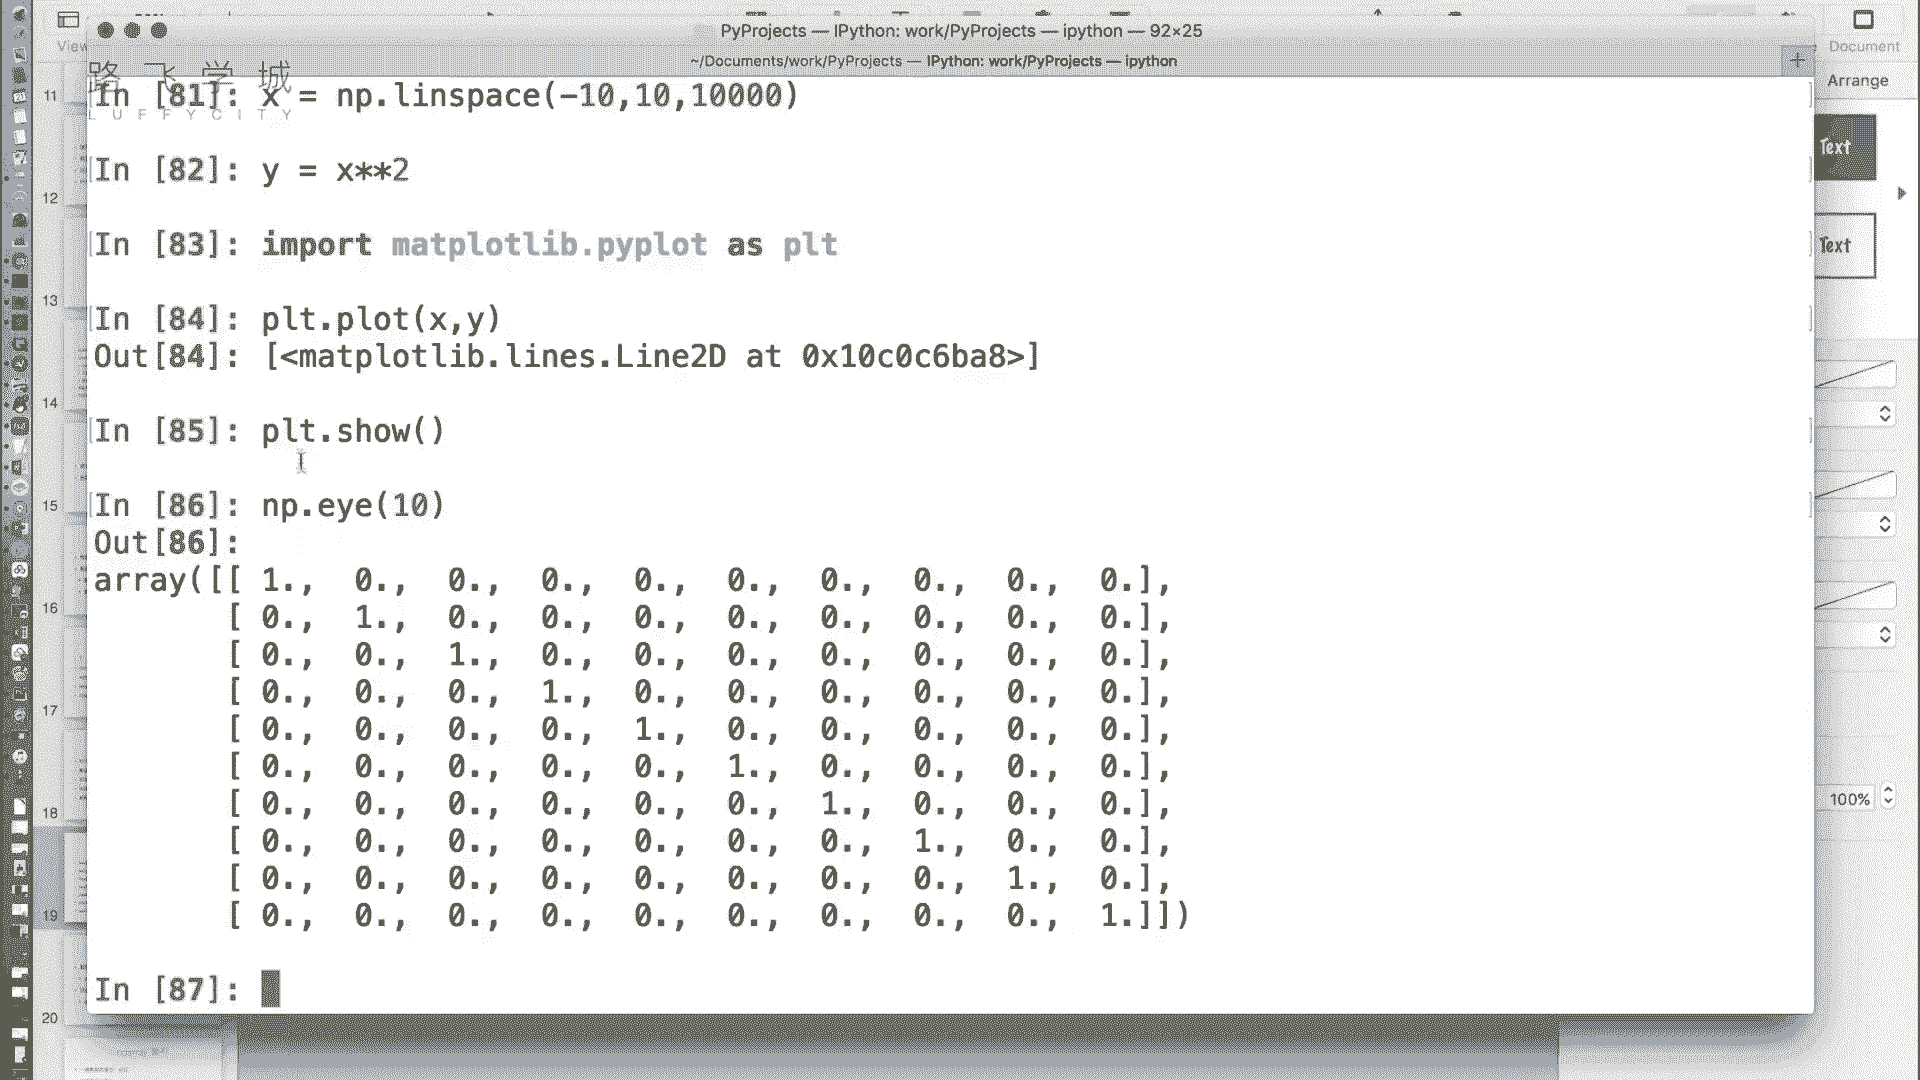 View
PyProjects — IPython: work/PyProjects — ipython — 92×25
Document
~/Documents/work/PyProjects — IPython: work/PyProjects — ipython
+
Arrange
路飞学城
LUFFYCITY
In [81]: x = np.linspace(-10,10,10000)
In [82]: y = x**2
In [83]: import matplotlib.pyplot as plt
In [84]: plt.plot(x,y)
Out[84]: [<matplotlib.lines.Line2D at 0x10c0c6ba8>]
In [85]: plt.show()
In [86]: np.eye(10)
Out[86]:
array([[ 1., 0., 0., 0., 0., 0., 0., 0., 0., 0.],
[ 0., 1., 0., 0., 0., 0., 0., 0., 0., 0.],
[ 0., 0., 1., 0., 0., 0., 0., 0., 0., 0.],
[ 0., 0., 0., 1., 0., 0., 0., 0., 0., 0.],
[ 0., 0., 0., 0., 1., 0., 0., 0., 0., 0.],
[ 0., 0., 0., 0., 0., 1., 0., 0., 0., 0.],
[ 0., 0., 0., 0., 0., 0., 1., 0., 0., 0.],
[ 0., 0., 0., 0., 0., 0., 0., 1., 0., 0.],
[ 0., 0., 0., 0., 0., 0., 0., 0., 1., 0.],
[ 0., 0., 0., 0., 0., 0., 0., 0., 0., 1.]])
In [87]:
11
12
13
14
15
16
17
18
19
20
Text
Text
100%